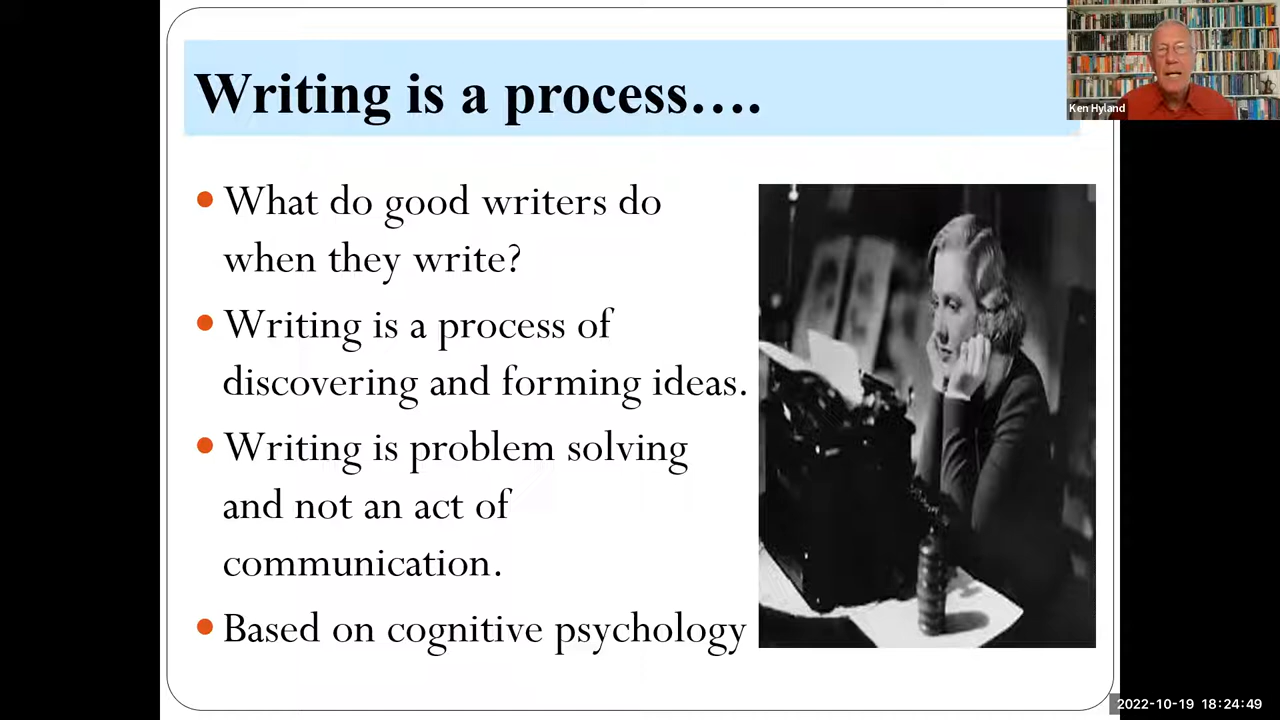 Writing is a process….
Ken Hyland
What do good writers do
when they write?
Writing is a process of
discovering and forming ideas.
Writing is problem solving
and not an act of
communication.
Based on cognitive psychology
2022-10-19 18:24:49